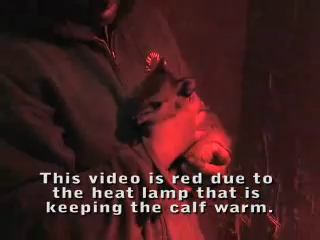 This video is red due to
the heat lamp that is
keeping the calf warm.